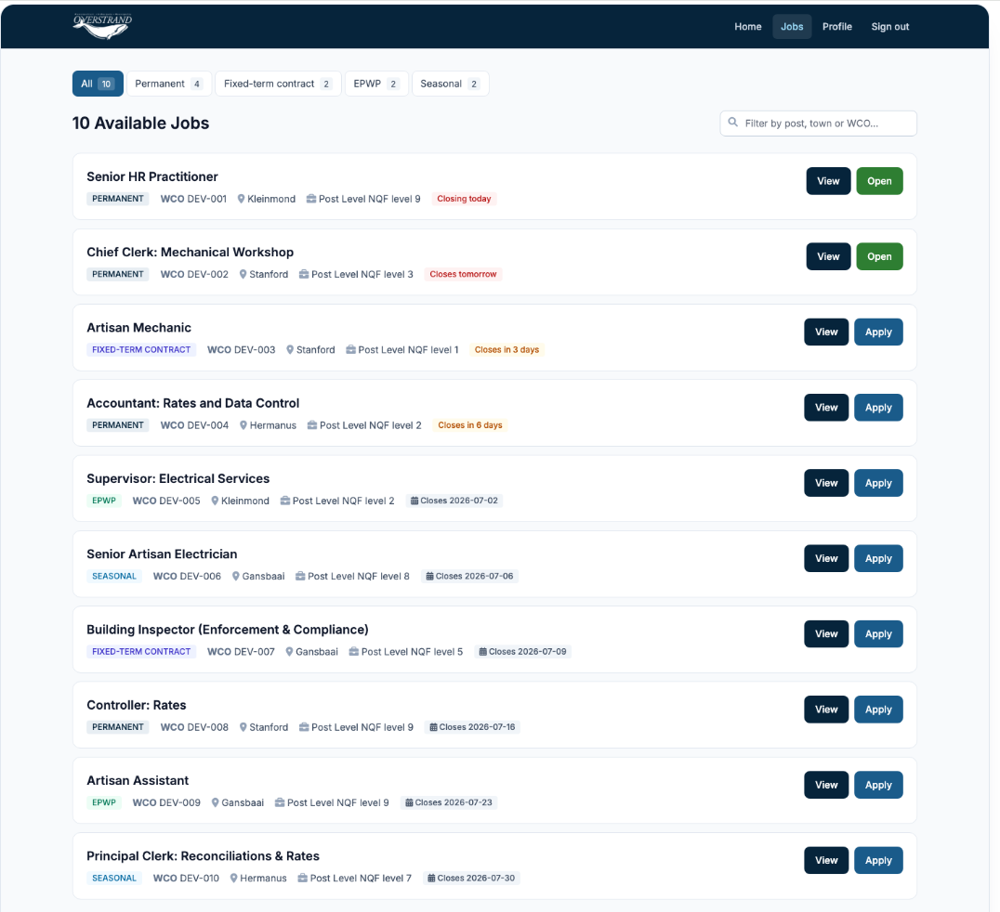 OVERSTRAND
Home Jobs Profile Sign out
All 10 Permanent 4 Fixed-term contract 2 EPWP 2 Seasonal 2
10 Available Jobs
Filter by post, town or WCO...
Senior HR Practitioner
View Open
PERMANENT WCO DEV-001 Kleinmond Post Level NQF level 9 Closing today
Chief Clerk: Mechanical Workshop
View Open
PERMANENT WCO DEV-002 Stanford Post Level NQF level 3 Closes tomorrow
Artisan Mechanic
View Apply
FIXED-TERM CONTRACT WCO DEV-003 Stanford Post Level NQF level 1 Closes in 3 days
Accountant: Rates and Data Control
View Apply
PERMANENT WCO DEV-004 Hermanus Post Level NQF level 2 Closes in 6 days
Supervisor: Electrical Services
View Apply
EPWP WCO DEV-005 Kleinmond Post Level NQF level 2 Closes 2026-07-02
Senior Artisan Electrician
View Apply
SEASONAL WCO DEV-006 Gansbaai Post Level NQF level 8 Closes 2026-07-06
Building Inspector (Enforcement & Compliance)
View Apply
FIXED-TERM CONTRACT WCO DEV-007 Gansbaai Post Level NQF level 5 Closes 2026-07-09
Controller: Rates
View Apply
PERMANENT WCO DEV-008 Stanford Post Level NQF level 9 Closes 2026-07-16
Artisan Assistant
View Apply
EPWP WCO DEV-009 Gansbaai Post Level NQF level 9 Closes 2026-07-23
Principal Clerk: Reconciliations & Rates
View Apply
SEASONAL WCO DEV-010 Hermanus Post Level NQF level 7 Closes 2026-07-30